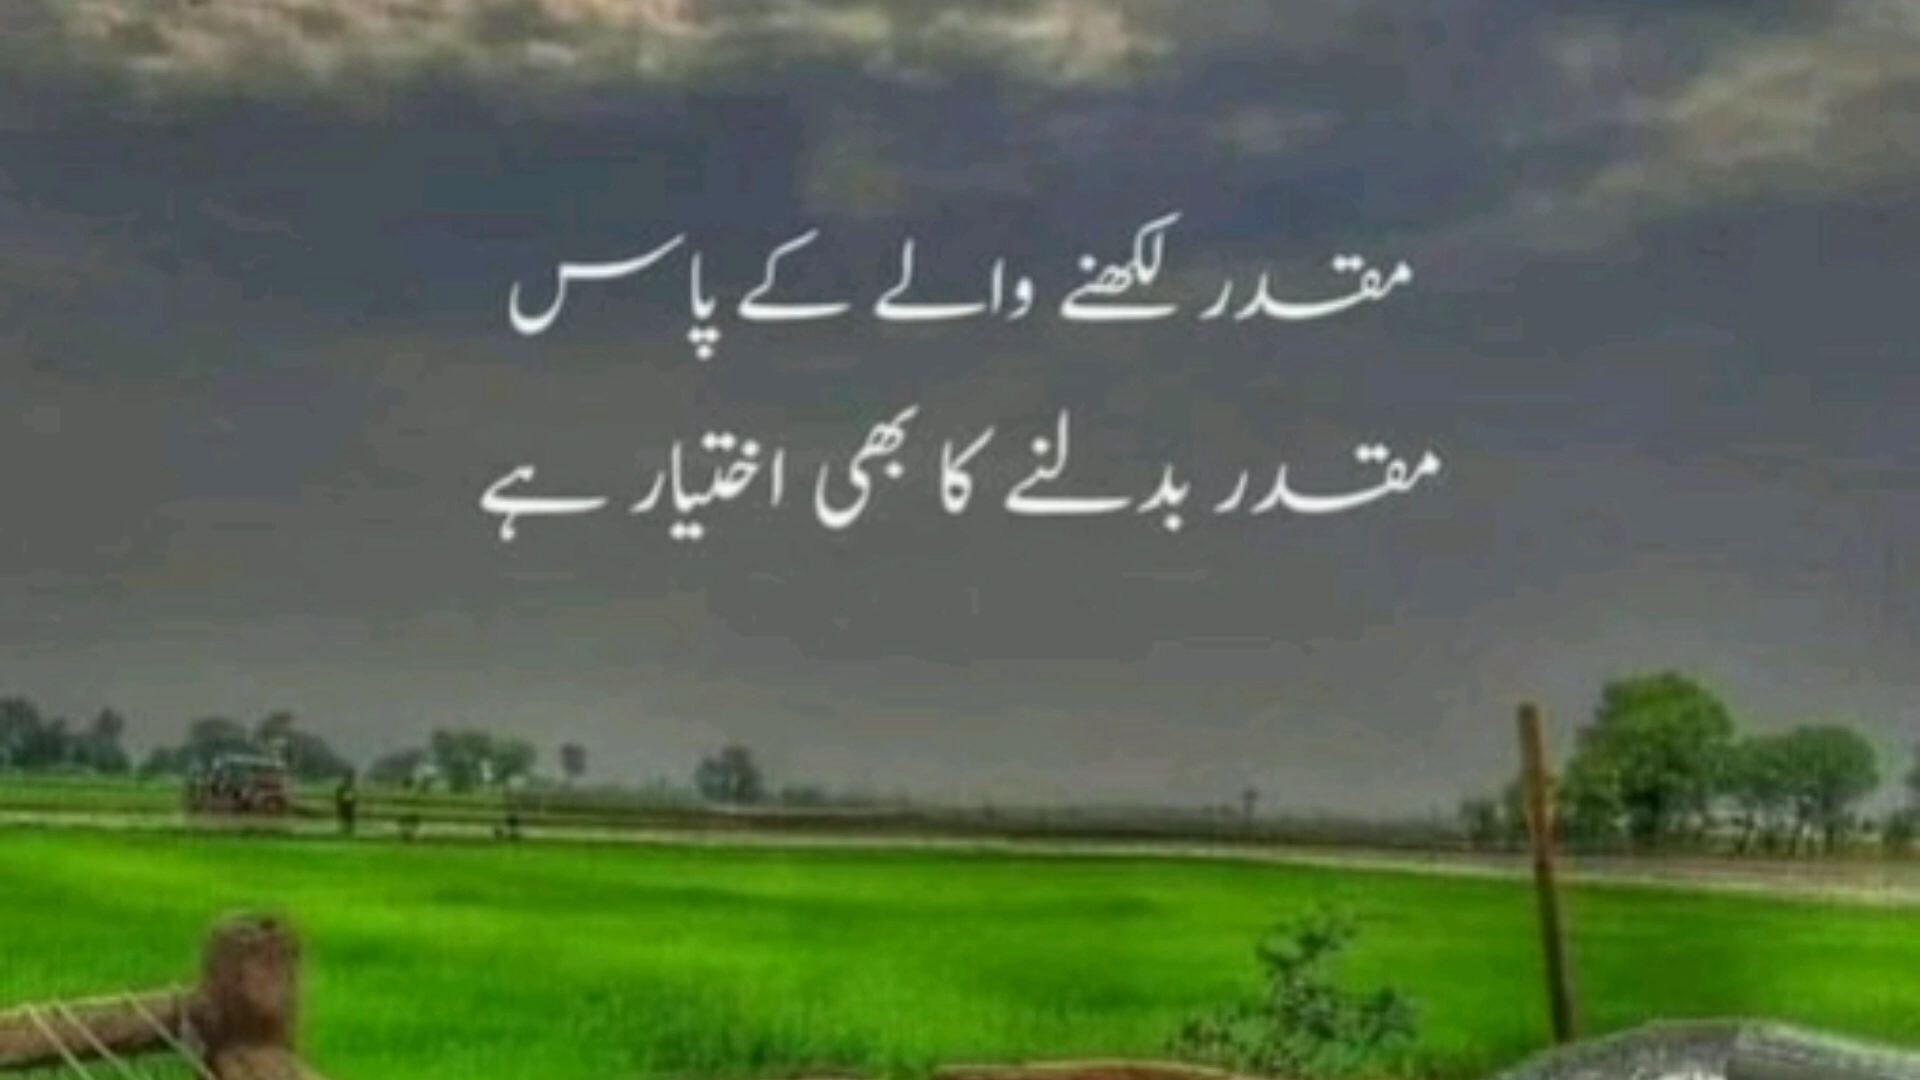 مقدر لکھنے والے کے پاس
مقدر بدلنے کا بھی اختیار ہے